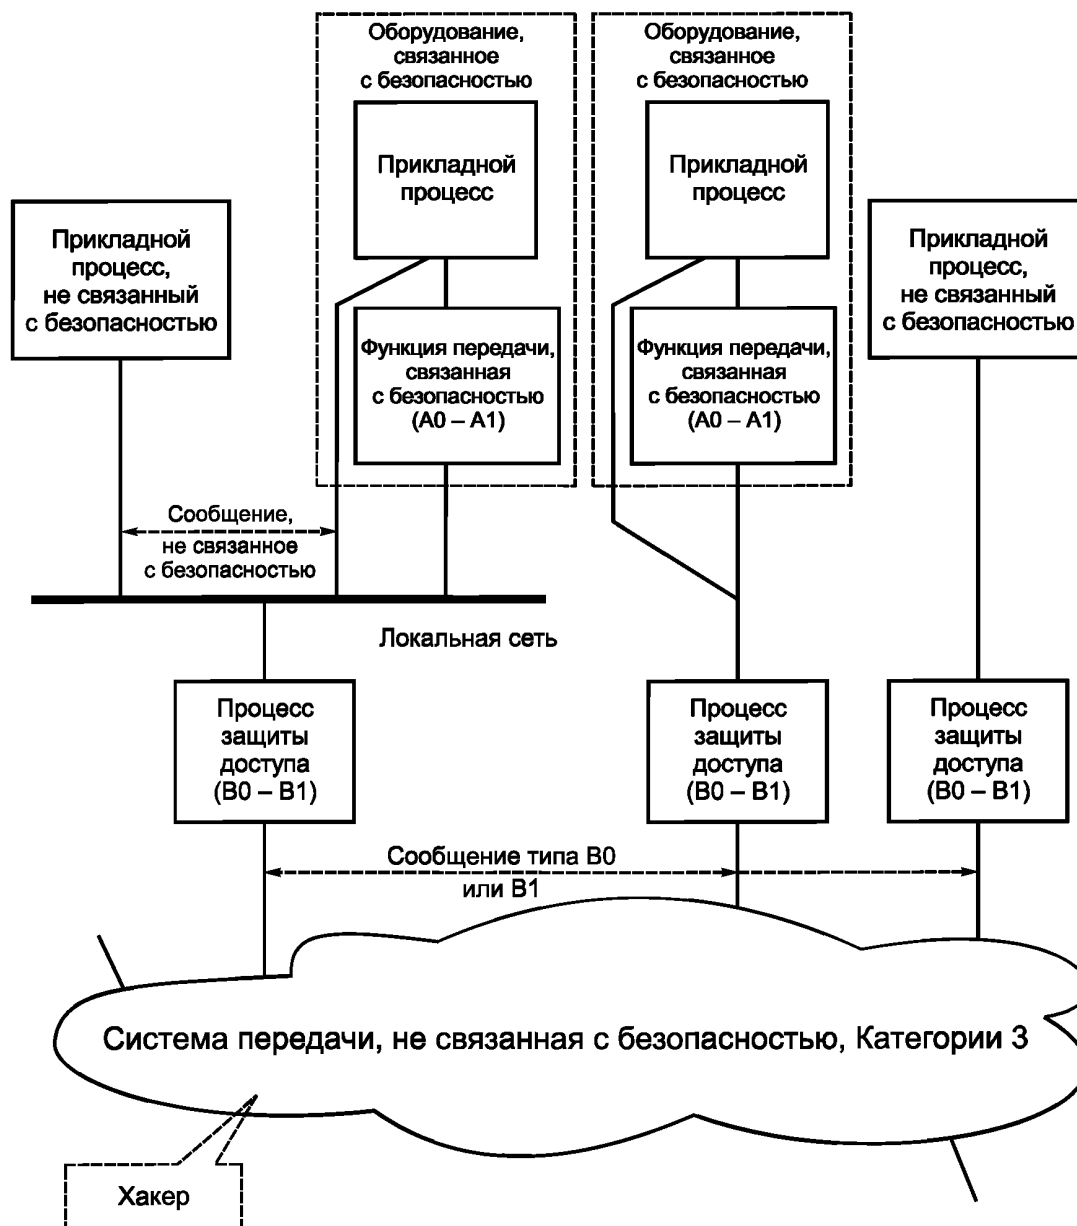 Оборудование,
связанное
с безопасностью
Оборудование,
связанное
с безопасностью
Прикладной
процесс
Прикладной
процесс
Прикладной
процесс,
не связанный
с безопасностью
Прикладной
процесс,
не связанный
с безопасностью
Функция передачи,
связанная
с безопасностью
(А0 – А1)
Функция передачи,
связанная
с безопасностью
(А0 – А1)
Сообщение,
не связанное
с безопасностью
Локальная сеть
Процесс
защиты
доступа
(В0 – В1)
Процесс
защиты
доступа
(В0 – В1)
Процесс
защиты
доступа
(В0 – В1)
Сообщение типа В0
или В1
Система передачи, не связанная с безопасностью, Категории 3
Хакер